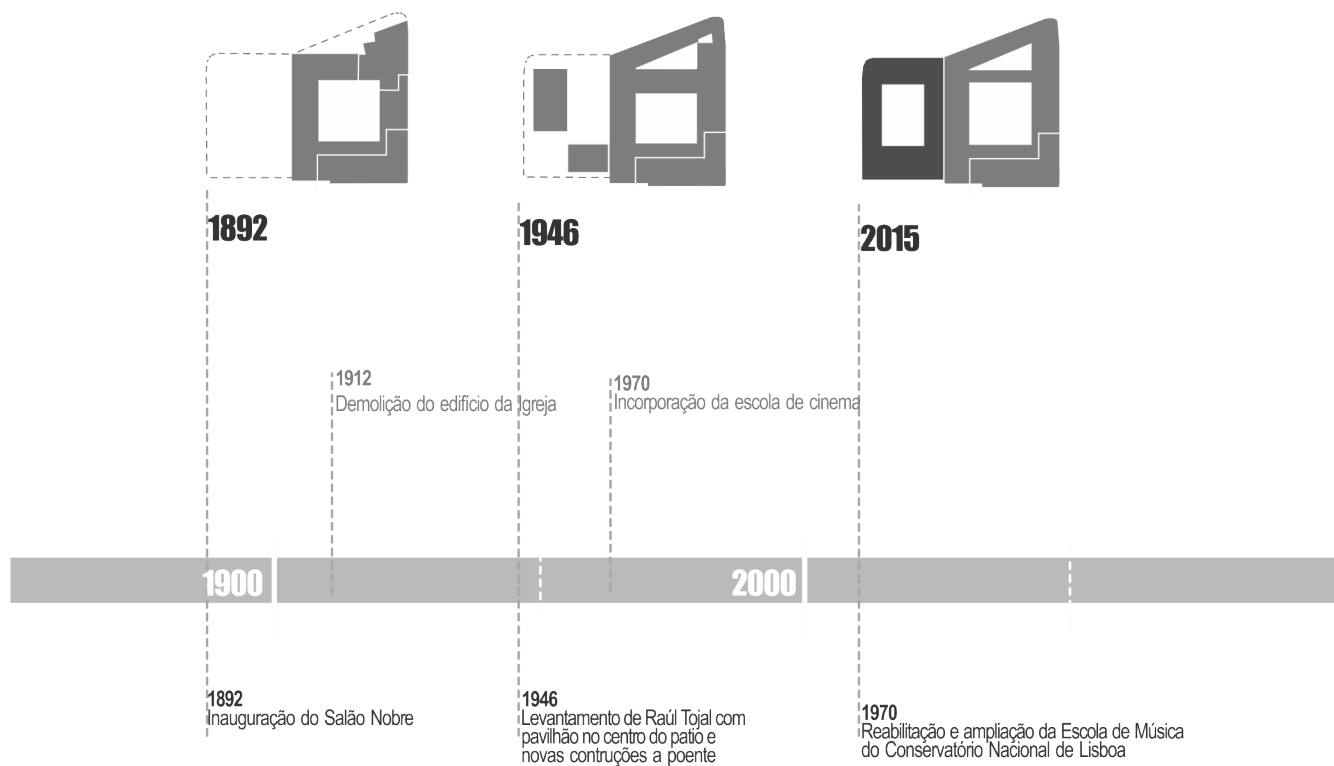 1892
1946
2015
1912
Demolição do edifício da Igreja
1970
Incorporação da escola de cinema
1900
2000
1892
Inauguração do Salão Nobre
1946
Levantamento de Raúl Tojal com
pavilhão no centro do patio e
novas contruções a poente
1970
Reabilitação e ampliação da Escola de Música
do Conservatório Nacional de Lisboa